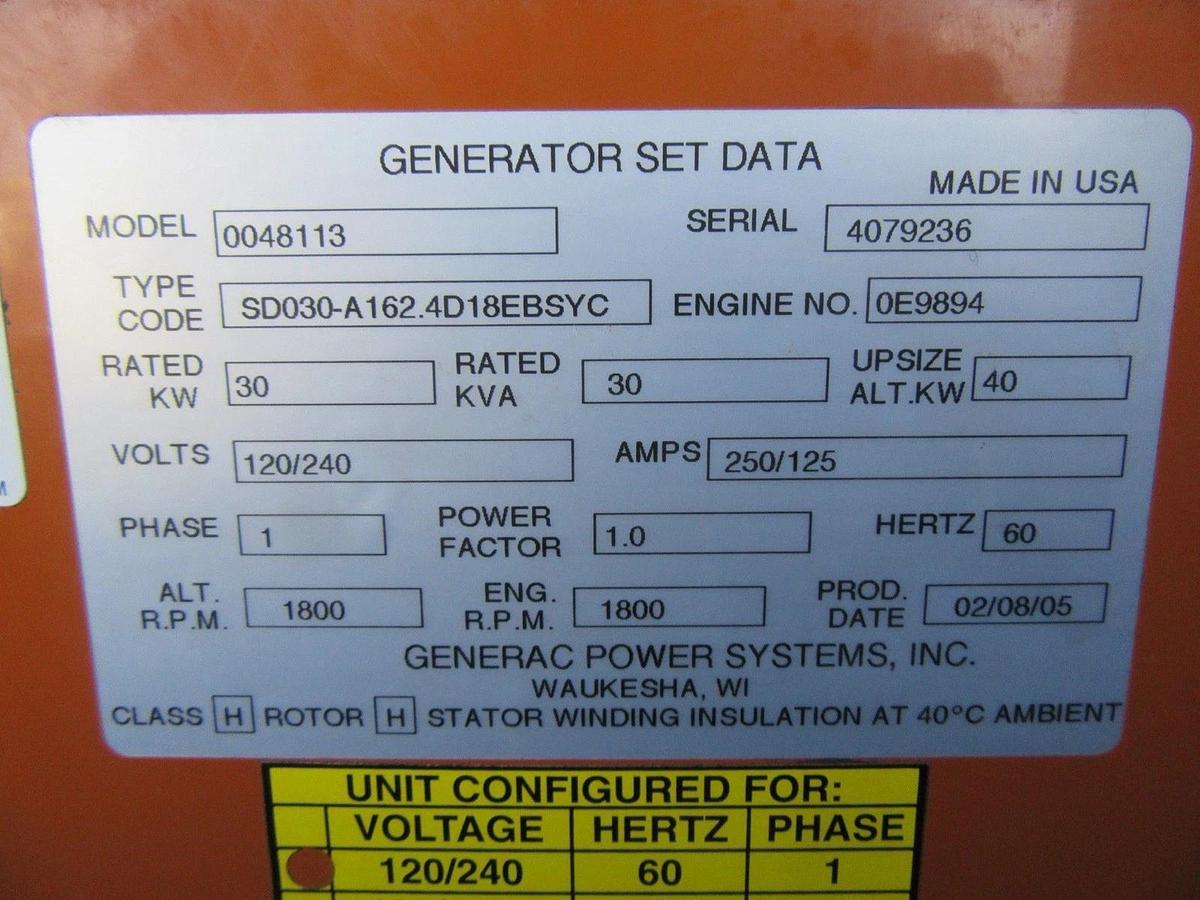 GENERATOR SET DATA
MADE IN USA
MODEL 0048113 SERIAL 4079236
TYPE CODE SD030-A162.4D18EBSYC ENGINE NO. 0E9894
RATED KW 30 RATED KVA 30 UPSIZE ALT.KW 40
VOLTS 120/240 AMPS 250/125
PHASE 1 POWER FACTOR 1.0 HERTZ 60
ALT. R.P.M. 1800 ENG. R.P.M. 1800 PROD. DATE 02/08/05
GENERAC POWER SYSTEMS, INC.
WAUKESHA, WI
CLASS H ROTOR H STATOR WINDING INSULATION AT 40°C AMBIENT
UNIT CONFIGURED FOR:
VOLTAGE HERTZ PHASE
120/240 60 1